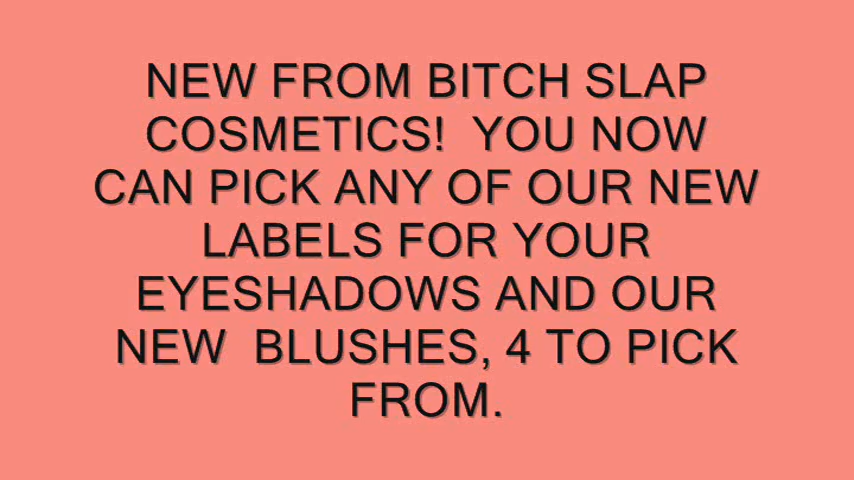 NEW FROM BITCH SLAP
COSMETICS!  YOU NOW
CAN PICK ANY OF OUR NEW
LABELS FOR YOUR
EYESHADOWS AND OUR
NEW  BLUSHES, 4 TO PICK
FROM.